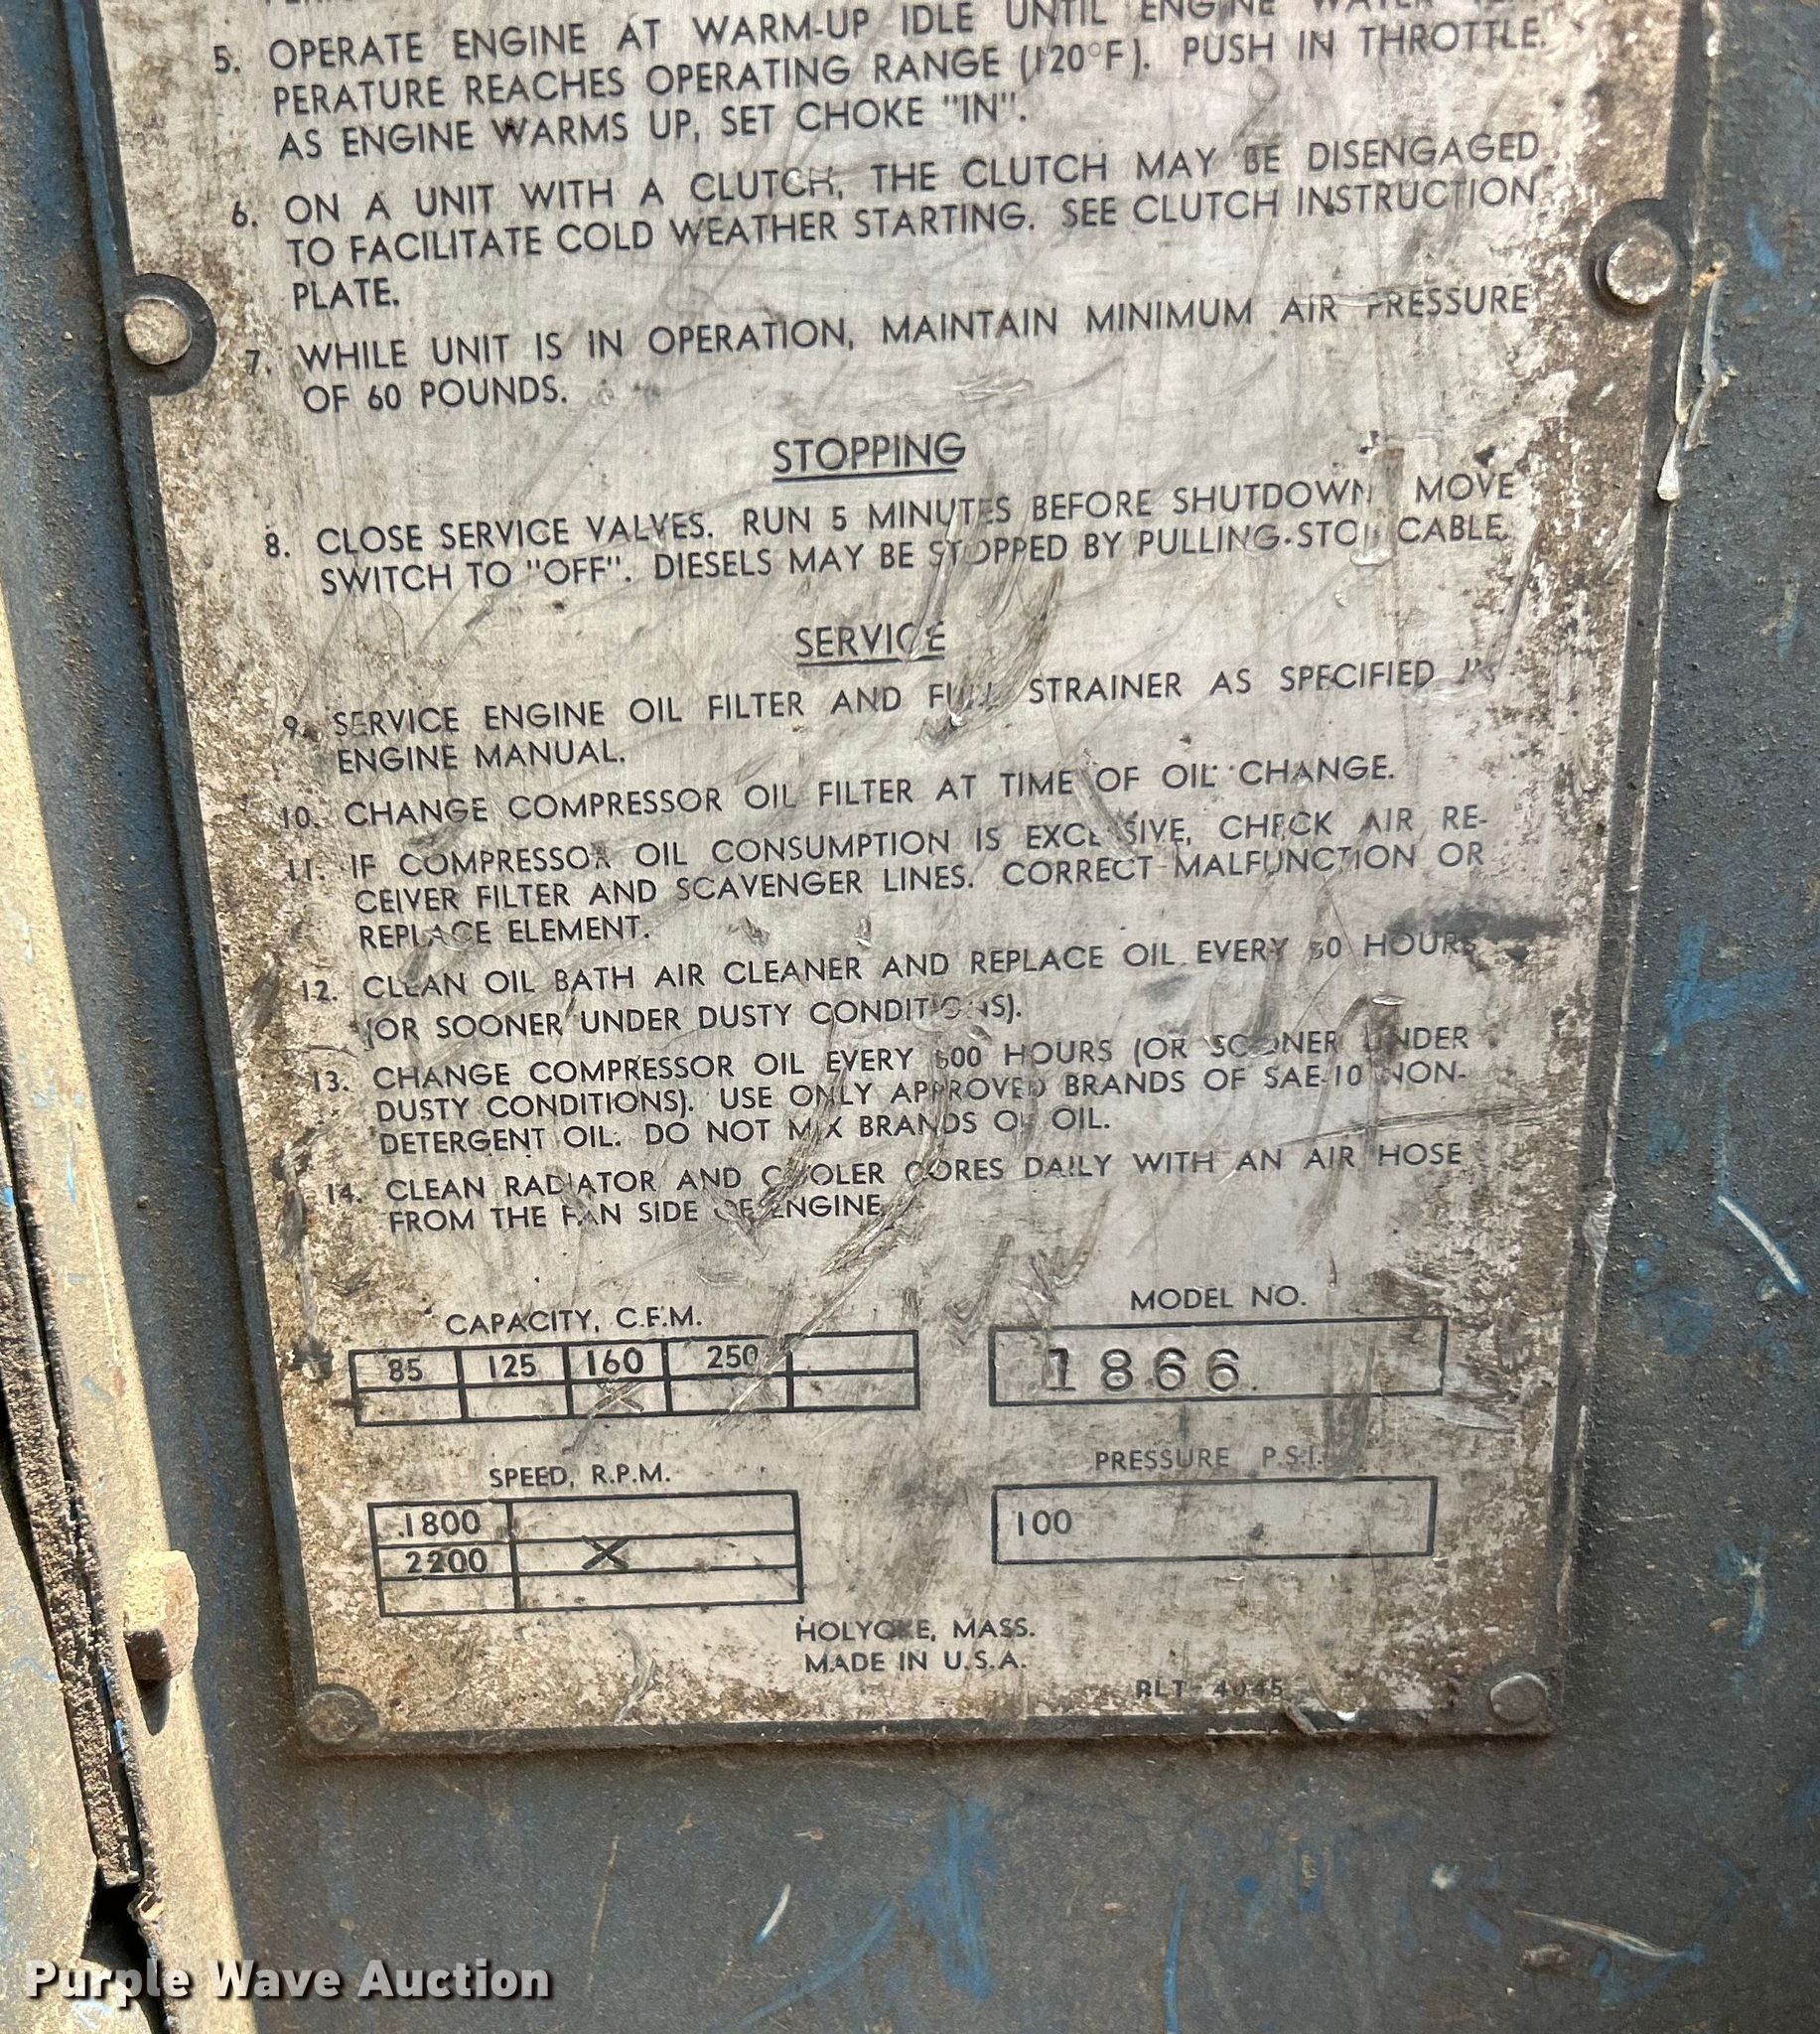 5. OPERATE ENGINE AT WARM-UP IDLE UNTIL ENGINE WATER
PERATURE REACHES OPERATING RANGE (120°F). PUSH IN THROTTLE.
AS ENGINE WARMS UP, SET CHOKE "IN".
6. ON A UNIT WITH A CLUTCH, THE CLUTCH MAY BE DISENGAGED
TO FACILITATE COLD WEATHER STARTING. SEE CLUTCH INSTRUCTION
PLATE.
7. WHILE UNIT IS IN OPERATION, MAINTAIN MINIMUM AIR PRESSURE
OF 60 POUNDS.
STOPPING
8. CLOSE SERVICE VALVES. RUN 5 MINUTES BEFORE SHUTDOWN MOVE
SWITCH TO "OFF". DIESELS MAY BE STOPPED BY PULLING STOP CABLE.
SERVICE
9. SERVICE ENGINE OIL FILTER AND STRAINER AS SPECIFIED IN
ENGINE MANUAL.
10. CHANGE COMPRESSOR OIL FILTER AT TIME OF OIL CHANGE.
11. IF COMPRESSOR OIL CONSUMPTION IS EXCESSIVE, CHECK AIR RE-
CEIVER FILTER AND SCAVENGER LINES. CORRECT MALFUNCTION OR
REPLACE ELEMENT.
12. CLEAN OIL BATH AIR CLEANER AND REPLACE OIL EVERY HOURS
(OR SOONER UNDER DUSTY CONDITIONS).
13. CHANGE COMPRESSOR OIL EVERY HOURS (OR SOONER UNDER
DUSTY CONDITIONS). USE ONLY APPROVED BRANDS OF SAE-10 NON-
DETERGENT OIL. DO NOT MIX BRANDS OF OIL.
14. CLEAN RADIATOR AND COOLER CORES DAILY WITH AN AIR HOSE
FROM THE FAN SIDE OF ENGINE
CAPACITY, C.F.M.
85 125 160 250
X
MODEL NO.
1866
SPEED, R.P.M.
1800
2200 X
PRESSURE P.S.I.
100
HOLYOKE, MASS.
MADE IN U.S.A.
RLT-4045
Purple Wave Auction